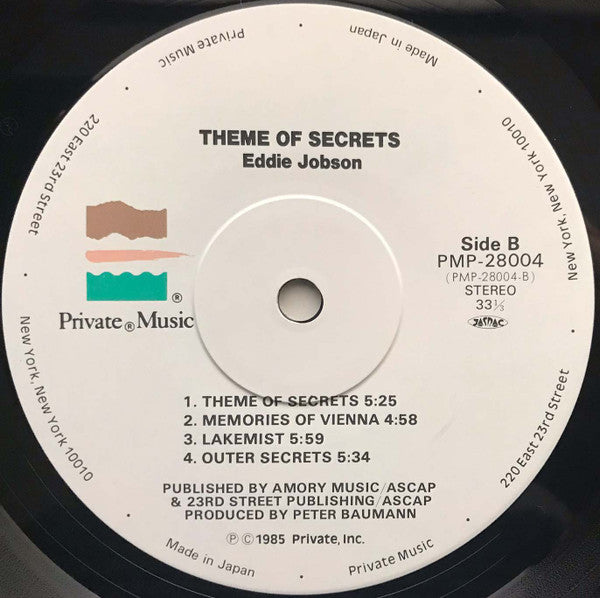 THEME OF SECRETS
Eddie Jobson
Side B
PMP-28004
(PMP-28004-B)
STEREO
33⅓
JASRAC
®
Private® Music
1. THEME OF SECRETS 5:25
2. MEMORIES OF VIENNA 4:58
3. LAKEMIST 5:59
4. OUTER SECRETS 5:34
PUBLISHED BY AMORY MUSIC/ASCAP
& 23RD STREET PUBLISHING/ASCAP
PRODUCED BY PETER BAUMANN
℗©1985 Private, Inc.
Private Music
Made in Japan
New York, New York 10010
220 East 23rd Street
Private Music
Made in Japan
New York, New York 10010
220 East 23rd Street